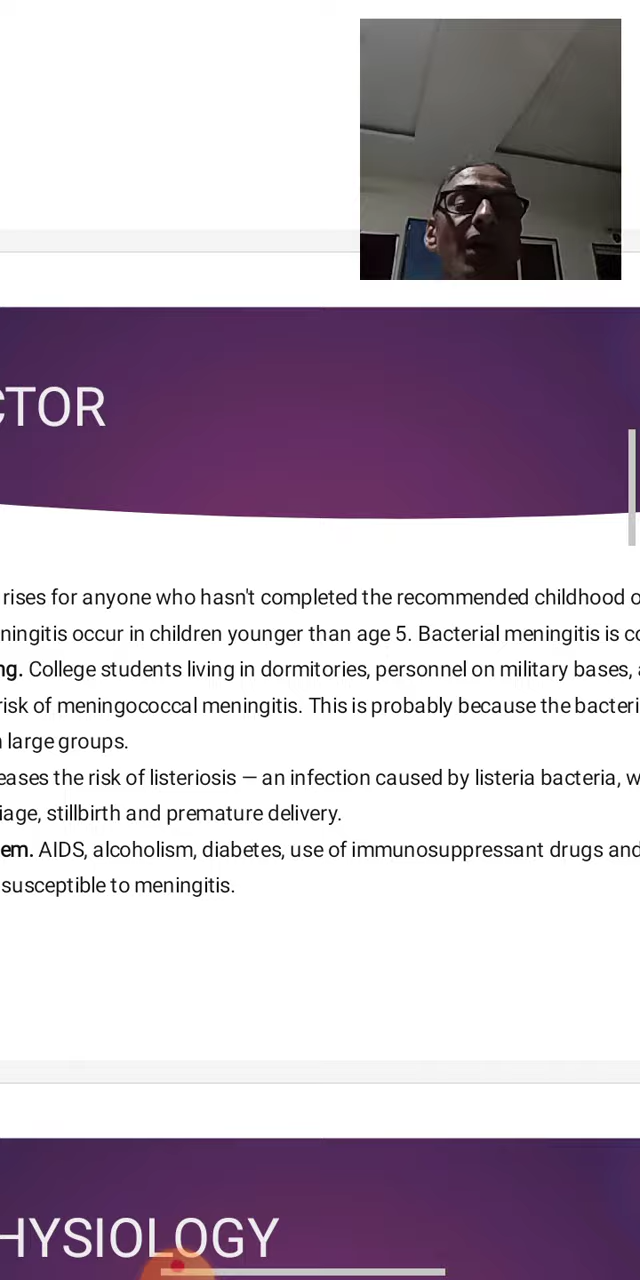 CTOR
rises for anyone who hasn't completed the recommended childhood o
ningitis occur in children younger than age 5. Bacterial meningitis is co
ng. College students living in dormitories, personnel on military bases, a
risk of meningococcal meningitis. This is probably because the bacteri
large groups.
eases the risk of listeriosis — an infection caused by listeria bacteria, w
iage, stillbirth and premature delivery.
em. AIDS, alcoholism, diabetes, use of immunosuppressant drugs and
susceptible to meningitis.
HYSIOLOGY